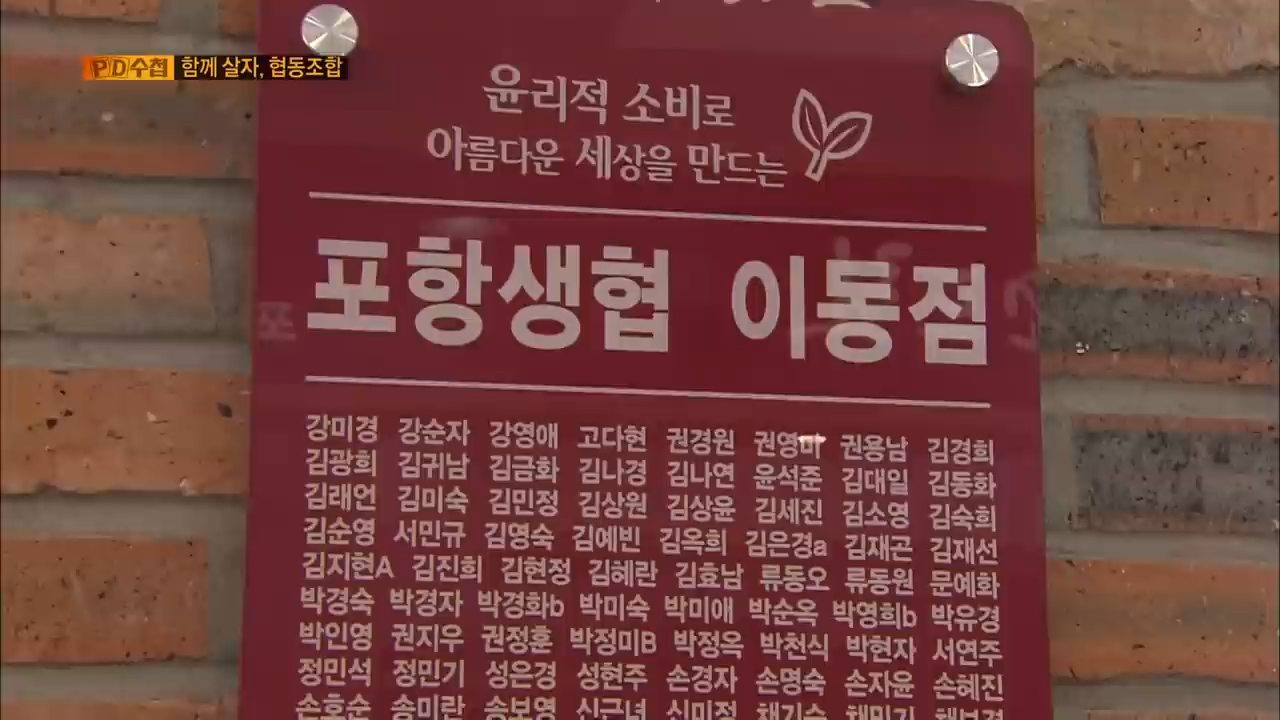 PD수첩 함께 살자, 협동조합
윤리적 소비로
아름다운 세상을 만드는
포항생협 이동점
강미경 강순자 강영애 고다현 권경원 권영마 권용남 김경희
김광희 김귀남 김금화 김나경 김나연 윤석준 김대일 김동화
김래언 김미숙 김민정 김상원 김상윤 김세진 김소영 김숙희
김순영 서민규 김영숙 김예빈 김옥희 김은경a 김재곤 김재선
김지현A 김진희 김현정 김혜란 김효남 류동오 류동원 문예화
박경숙 박경자 박경화b 박미숙 박미애 박순옥 박영희b 박유경
박인영 권지우 권정훈 박정미B 박정옥 박천식 박현자 서연주
정민석 정민기 성은경 성현주 손경자 손명숙 손자윤 손혜진
손호순 송미란 송보영 신근녀 신미정